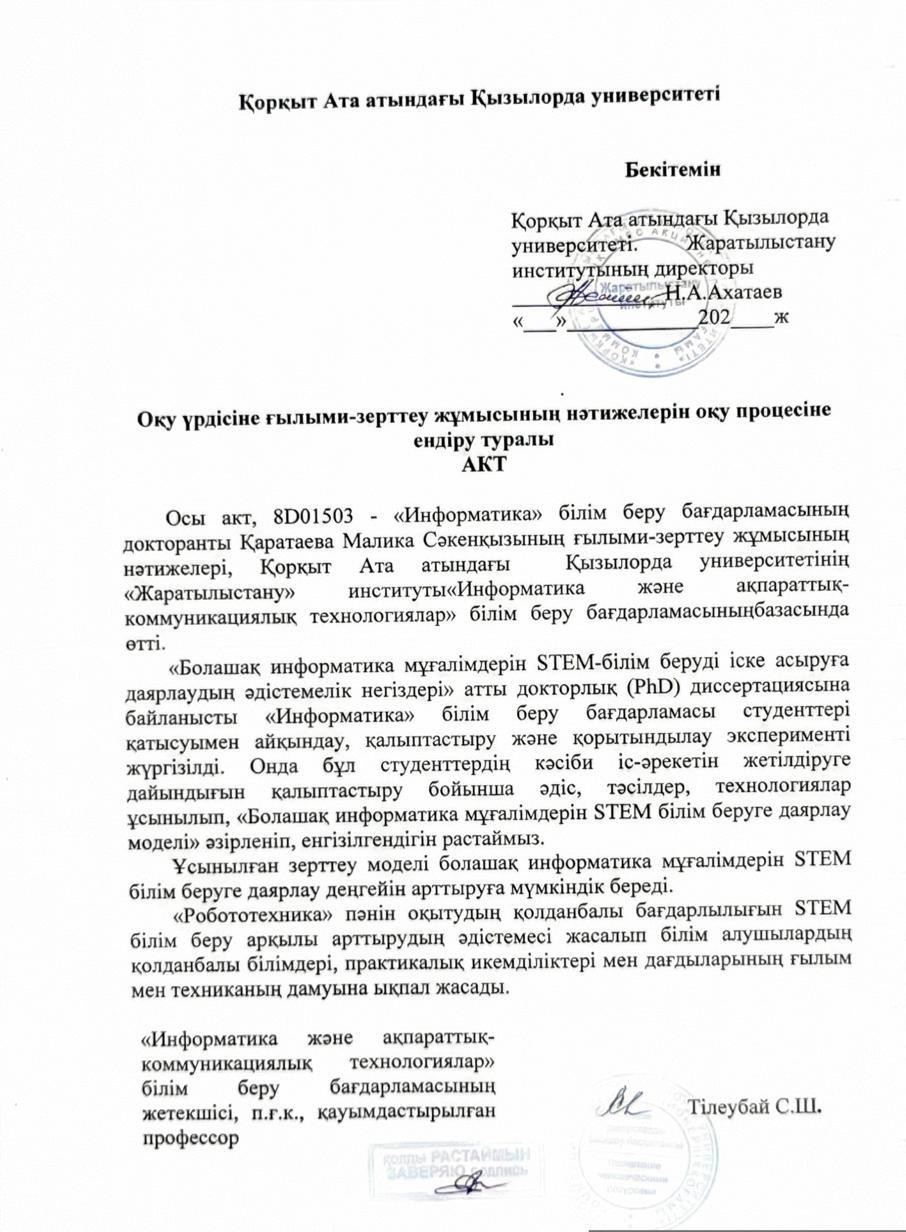 Қорқыт Ата атындағы Қызылорда университеті
Бекітемін
Қорқыт Ата атындағы Қызылорда
университеті. Жаратылыстану
институтының директоры
Н.А.Ахатаев
«___»____________202____ж
Жаратылыстану
институты
Оқу үрдісіне ғылыми-зерттеу жұмысының нәтижелерін оқу процесіне
ендіру туралы
АКТ
Осы акт, 8D01503 - «Информатика» білім беру бағдарламасының
докторанты Қаратаева Малика Сәкенқызының ғылыми-зерттеу жұмысының
нәтижелері, Қорқыт Ата атындағы Қызылорда университетінің
«Жаратылыстану» институты«Информатика және ақпараттық-
коммуникациялық технологиялар» білім беру бағдарламасыныңбазасында
өтті.
«Болашақ информатика мұғалімдерін STEM-білім беруді іске асыруға
даярлаудың әдістемелік негіздері» атты докторлық (PhD) диссертациясына
байланысты «Информатика» білім беру бағдарламасы студенттері
қатысуымен айқындау, қалыптастыру және қорытындылау эксперименті
жүргізілді. Онда бұл студенттердің кәсіби іс-әрекетін жетілдіруге
дайындығын қалыптастыру бойынша әдіс, тәсілдер, технологиялар
ұсынылып, «Болашақ информатика мұғалімдерін STEM білім беруге даярлау
моделі» әзірленіп, енгізілгендігін растаймыз.
Ұсынылған зерттеу моделі болашақ информатика мұғалімдерін STEM
білім беруге даярлау деңгейін арттыруға мүмкіндік береді.
«Робототехника» пәнін оқытудың қолданбалы бағдарлылығын STEM
білім беру арқылы арттырудың әдістемесі жасалып білім алушылардың
қолданбалы білімдері, практикалық икемділіктері мен дағдыларының ғылым
мен техниканың дамуына ықпал жасады.
«Информатика және ақпараттық-
коммуникациялық технологиялар»
білім беру бағдарламасының
жетекшісі, п.ғ.к., қауымдастырылған
профессор
Тілеубай С.Ш.
қолды РАСТАЙМЫН
ЗАВЕРЯЮ подпись